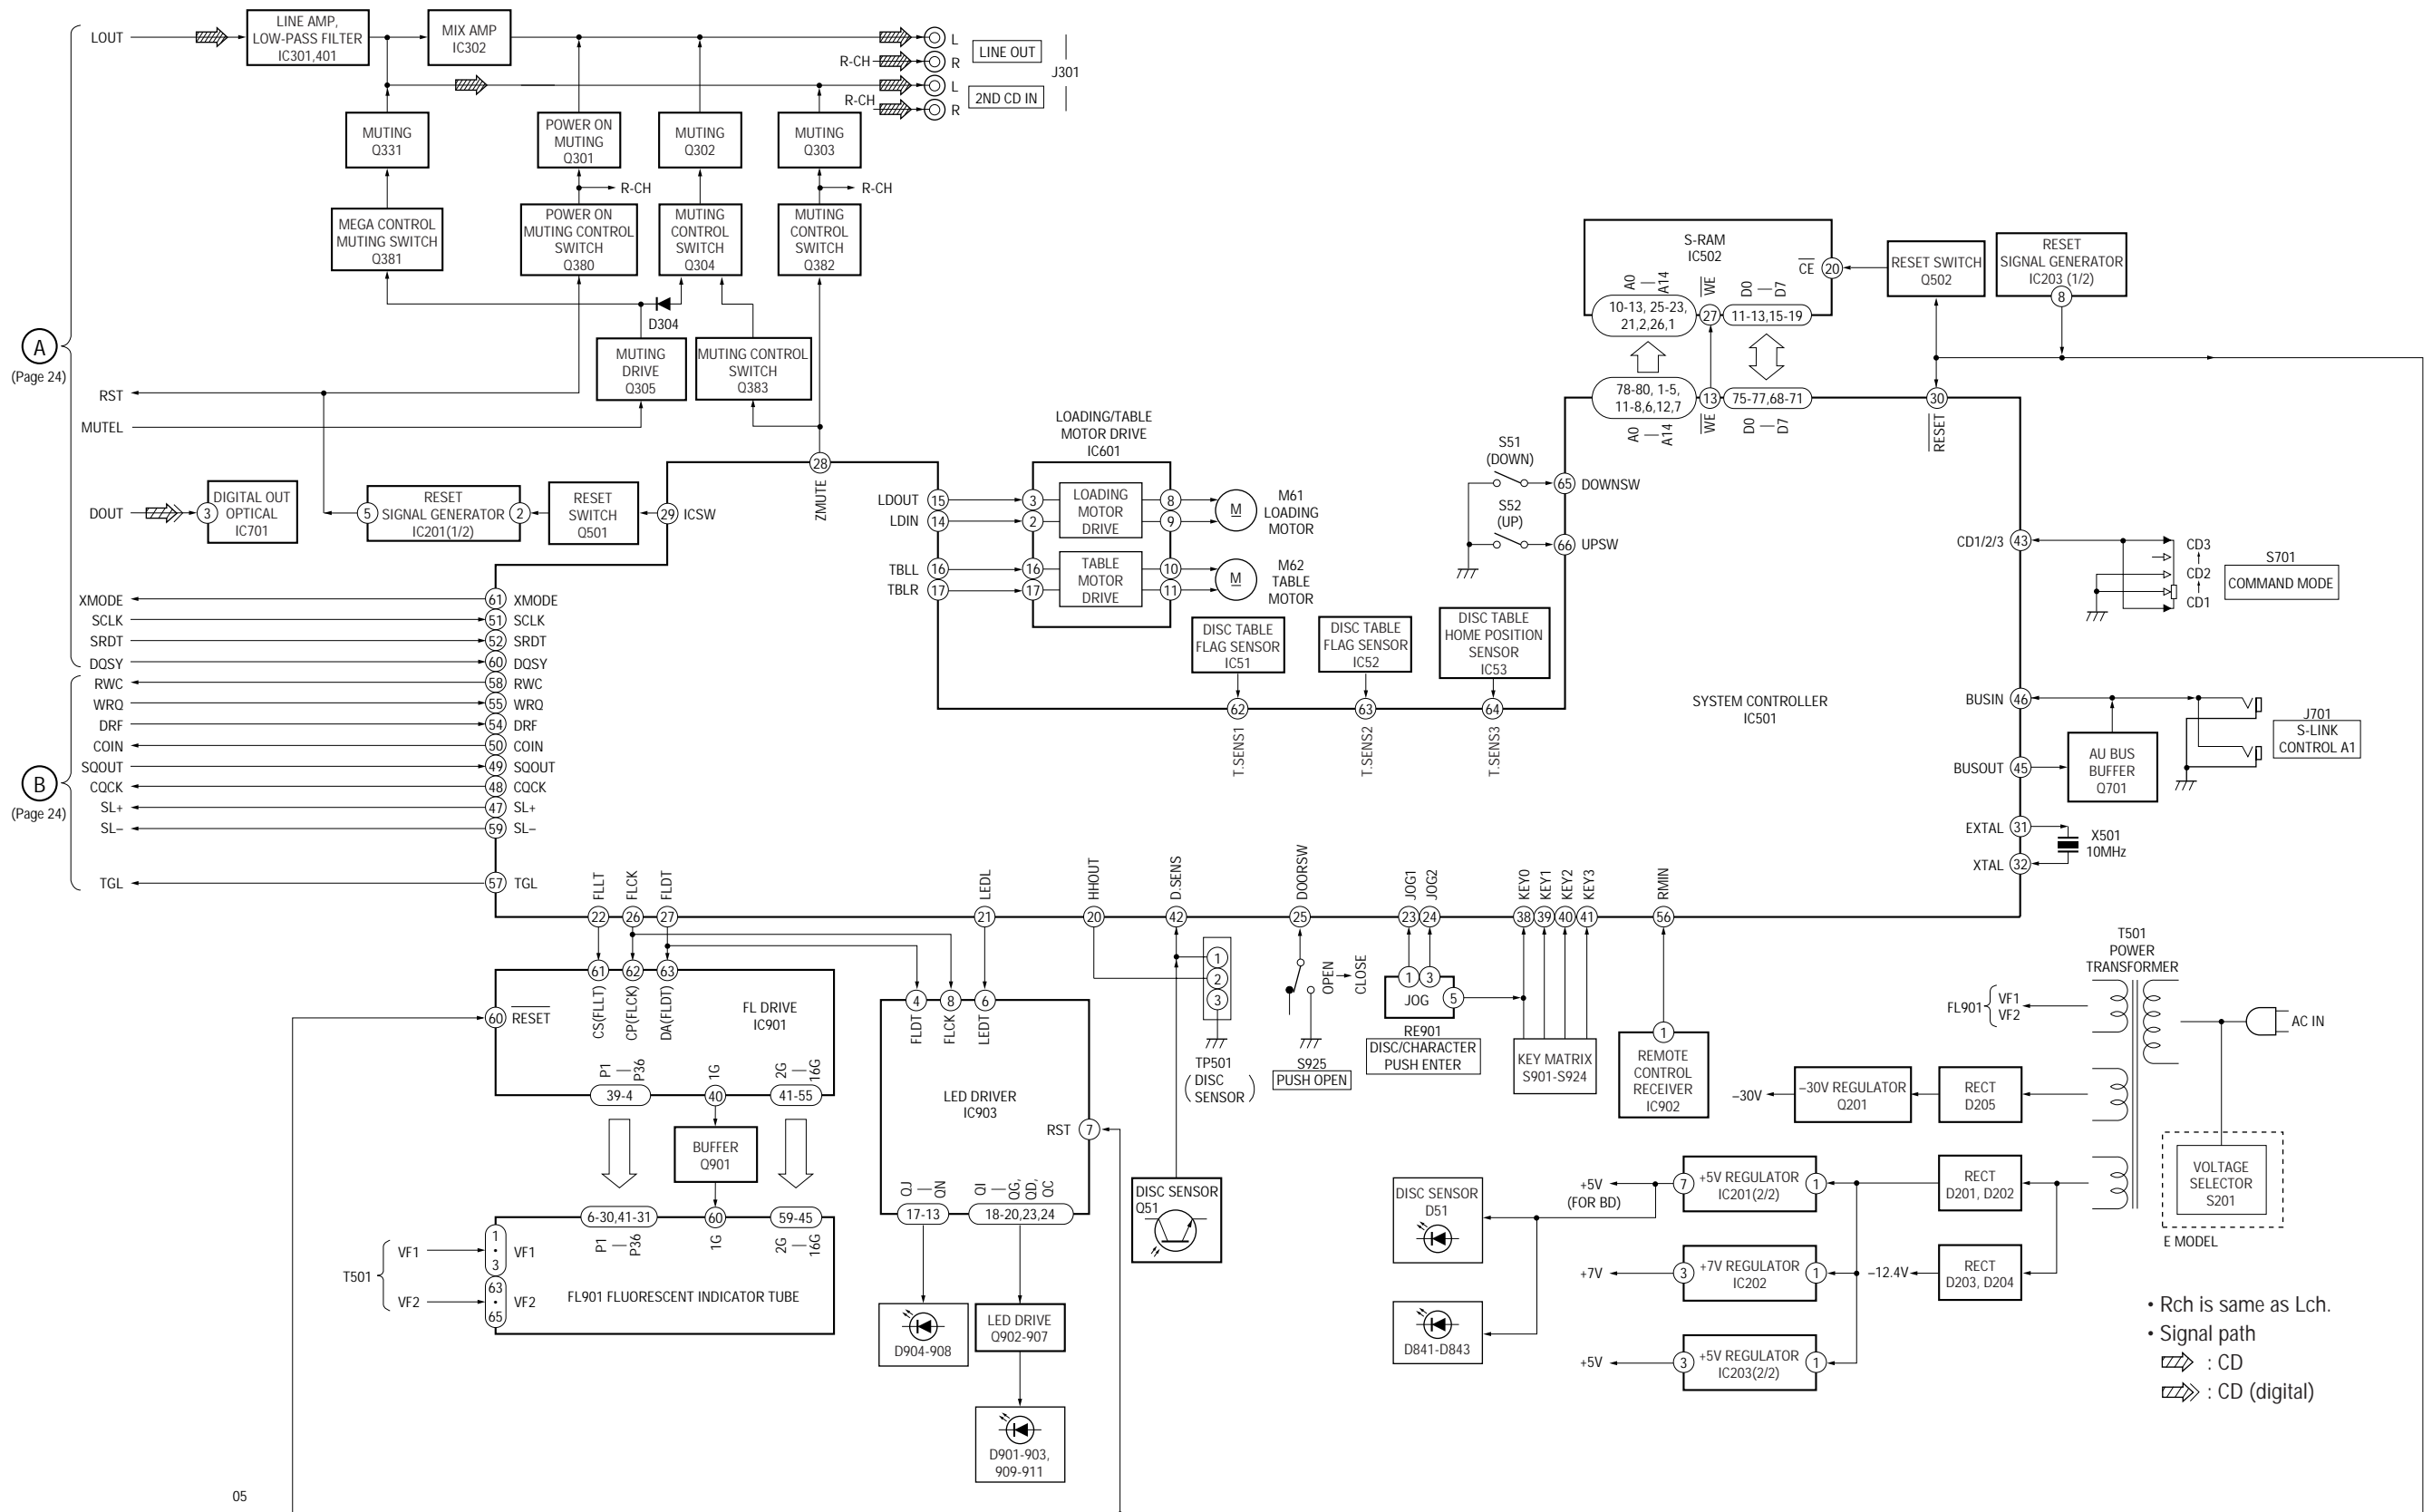 LOUT
LINE AMP,
LOW-PASS FILTER
IC301,401
MIX AMP
IC302
L
R
L
R
R-CH
R-CH
LINE OUT
2ND CD IN
J301
MUTING
Q331
POWER ON
MUTING
Q301
MUTING
Q302
MUTING
Q303
R-CH
R-CH
MEGA CONTROL
MUTING SWITCH
Q381
POWER ON
MUTING CONTROL
SWITCH
Q380
MUTING
CONTROL
SWITCH
Q304
MUTING
CONTROL
SWITCH
Q382
D304
MUTING
DRIVE
Q305
MUTING CONTROL
SWITCH
Q383
A
(Page 24)
RST
MUTEL
DOUT
3
DIGITAL OUT
OPTICAL
IC701
5
RESET
SIGNAL GENERATOR
IC201(1/2)
2
RESET
SWITCH
Q501
29 ICSW
28
ZMUTE
XMODE 61 XMODE
SCLK 51 SCLK
SRDT 52 SRDT
DQSY 60 DQSY
RWC 58 RWC
WRQ 55 WRQ
DRF 54 DRF
COIN 50 COIN
SQOUT 49 SQOUT
CQCK 48 CQCK
SL+ 47 SL+
SL– 59 SL–
TGL 57 TGL
B
(Page 24)
LOADING/TABLE
MOTOR DRIVE
IC601
LDOUT 15 3
LDIN 14 2
LOADING
MOTOR
DRIVE
8
9
M
M61
LOADING
MOTOR
TBLL 16 16
TBLR 17 17
TABLE
MOTOR
DRIVE
10
11
M
M62
TABLE
MOTOR
DISC TABLE
FLAG SENSOR
IC51
DISC TABLE
FLAG SENSOR
IC52
DISC TABLE
HOME POSITION
SENSOR
IC53
62
63
64
T.SENS1
T.SENS2
T.SENS3
S51
(DOWN)
65 DOWNSW
S52
(UP)
66 UPSW
S-RAM
IC502
CE 20
A0 — A14
WE
D0 — D7
10-13, 25-23,
21,2,26,1
27
11-13,15-19
RESET SWITCH
Q502
RESET
SIGNAL GENERATOR
IC203 (1/2)
8
78-80, 1-5,
11-8,6,12,7
13
75-77,68-71
30
A0 — A14
WE
D0 — D7
RESET
CD1/2/3 43
CD3
CD2
CD1
S701
COMMAND MODE
SYSTEM CONTROLLER
IC501
BUSIN 46
BUSOUT 45
AU BUS
BUFFER
Q701
J701
S-LINK
CONTROL A1
EXTAL 31
XTAL 32
X501
10MHz
FLLT
FLCK
FLDT
LEDL
HHOUT
D.SENS
DOORSW
JOG1
JOG2
KEY0
KEY1
KEY2
KEY3
RMIN
22
26
27
21
20
42
25
23
24
38
39
40
41
56
61
62
63
60 RESET
CS(FLLT)
CP(FLCK)
DA(FLDT)
FL DRIVE
IC901
P1 — P36
1G
2G — 16G
39-4
40
41-55
BUFFER
Q901
6-30,41-31
60
59-45
P1 — P36
1G
2G — 16G
T501
VF1
VF2
1 • 3
VF1
63 • 65
VF2
FL901 FLUORESCENT INDICATOR TUBE
4
8
6
FLDT
FLCK
LEDT
LED DRIVER
IC903
RST 7
QJ — QN
QI — QG,
QD,
QC
17-13
18-20,23,24
D904-908
LED DRIVE
Q902-907
D901-903,
909-911
1
2
3
TP501
( DISC
SENSOR )
DISC SENSOR
Q51
OPEN → CLOSE
S925
PUSH OPEN
1
3
JOG
5
RE901
DISC/CHARACTER
PUSH ENTER
KEY MATRIX
S901-S924
1
REMOTE
CONTROL
RECEIVER
IC902
DISC SENSOR
D51
D841-D843
T501
POWER
TRANSFORMER
FL901
VF1
VF2
AC IN
–30V
–30V REGULATOR
Q201
RECT
D205
+5V
(FOR BD)
7
+5V REGULATOR
IC201(2/2)
1
RECT
D201, D202
+7V
3
+7V REGULATOR
IC202
1
–12.4V
RECT
D203, D204
+5V
3
+5V REGULATOR
IC203(2/2)
1
VOLTAGE
SELECTOR
S201
E MODEL
• Rch is same as Lch.
• Signal path
: CD
: CD (digital)
05